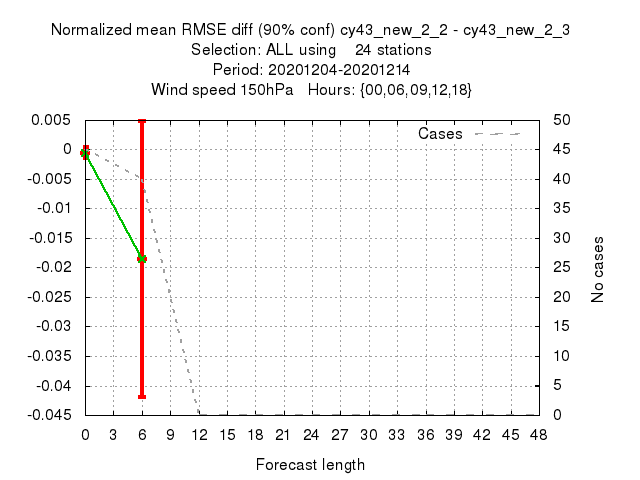 Normalized mean RMSE diff (90% conf) cy43_new_2_2 - cy43_new_2_3
Selection: ALL using    24 stations
Period: 20201204-20201214
Wind speed 150hPa   Hours: {00,06,09,12,18}
Cases
0.005
0
-0.005
-0.01
-0.015
-0.02
-0.025
-0.03
-0.035
-0.04
-0.045
50
45
40
35
30
25
20
15
10
5
0
No cases
0 3 6 9 12 15 18 21 24 27 30 33 36 39 42 45 48
Forecast length